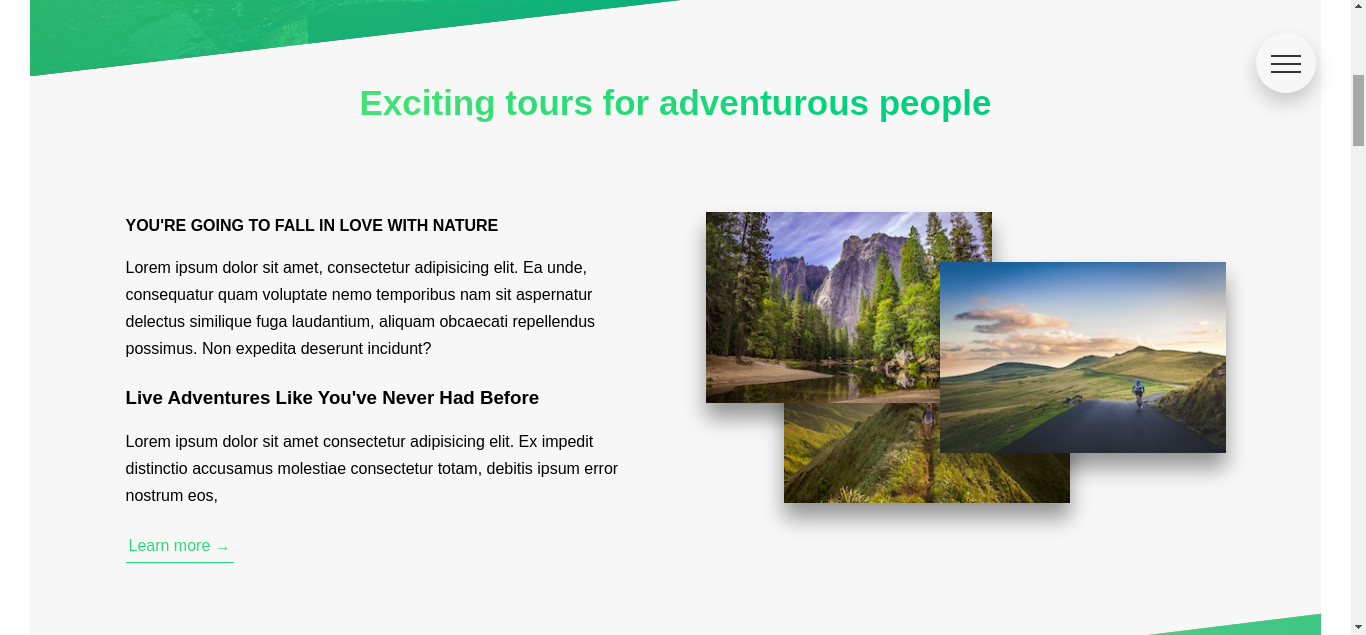 Exciting tours for adventurous people
YOU'RE GOING TO FALL IN LOVE WITH NATURE
Lorem ipsum dolor sit amet, consectetur adipisicing elit. Ea unde,
consequatur quam voluptate nemo temporibus nam sit aspernatur
delectus similique fuga laudantium, aliquam obcaecati repellendus
possimus. Non expedita deserunt incidunt?
Live Adventures Like You've Never Had Before
Lorem ipsum dolor sit amet consectetur adipisicing elit. Ex impedit
distinctio accusamus molestiae consectetur totam, debitis ipsum error
nostrum eos,
Learn more →